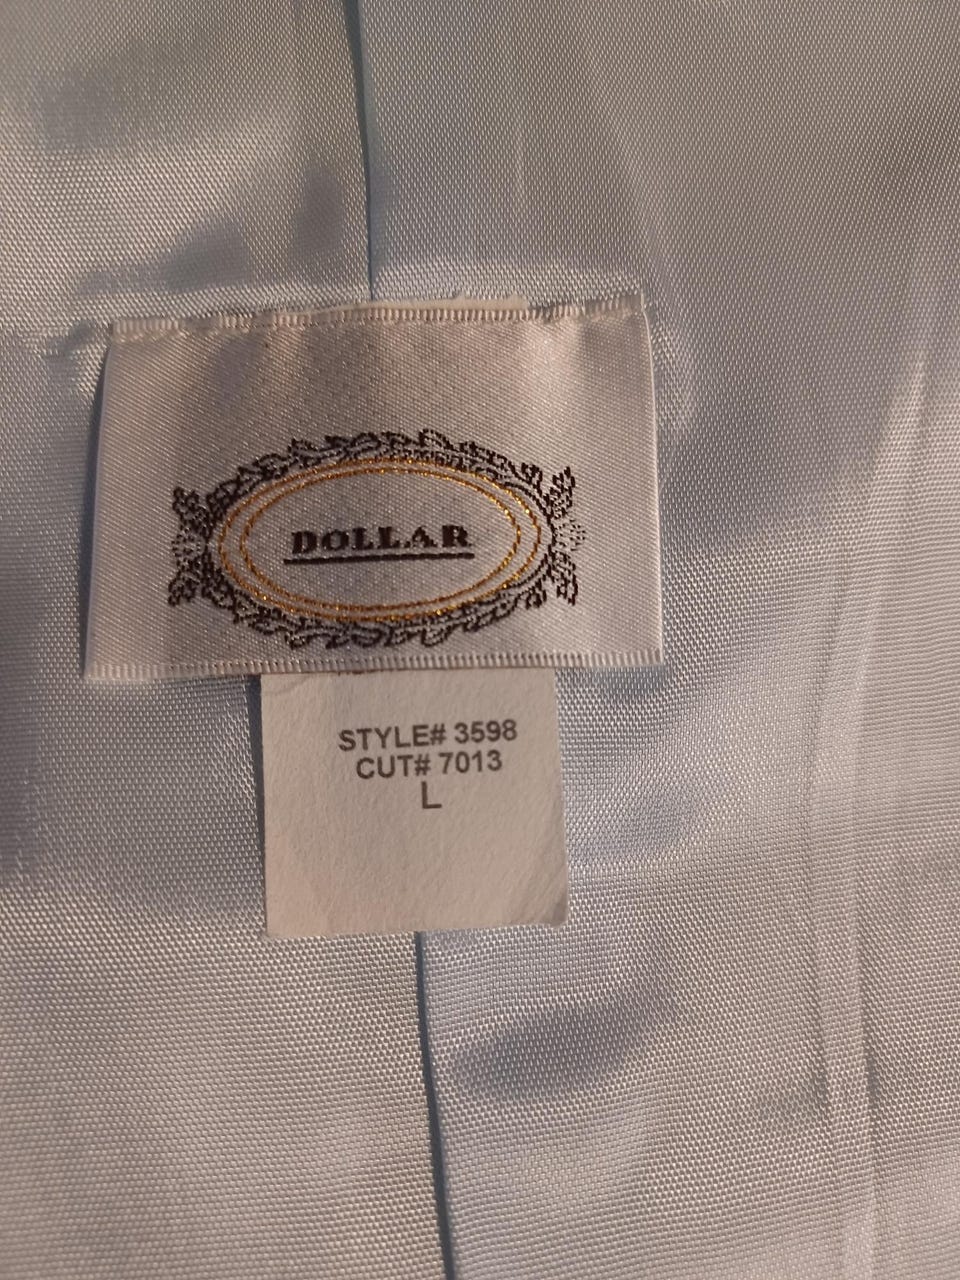 DOLLAR
STYLE# 3598
CUT# 7013
L